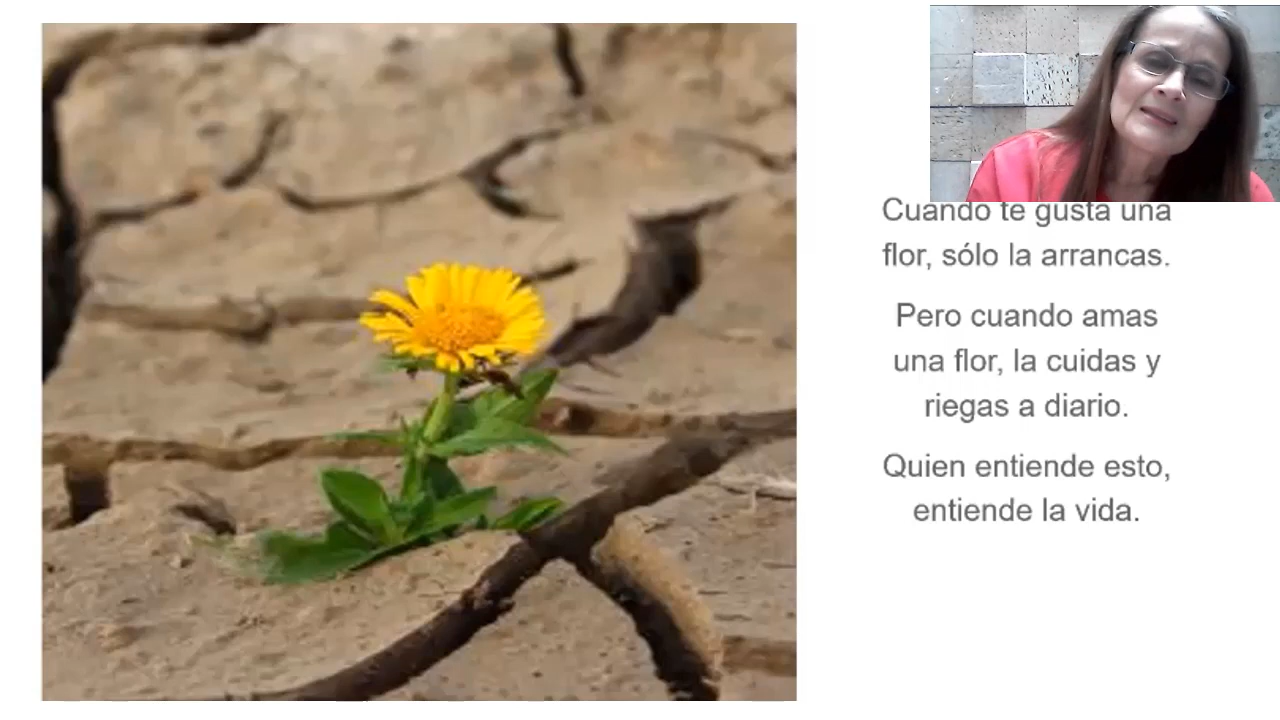 Cuando te gusta una
flor, sólo la arrancas.
Pero cuando amas
una flor, la cuidas y
riegas a diario.
Quien entiende esto,
entiende la vida.